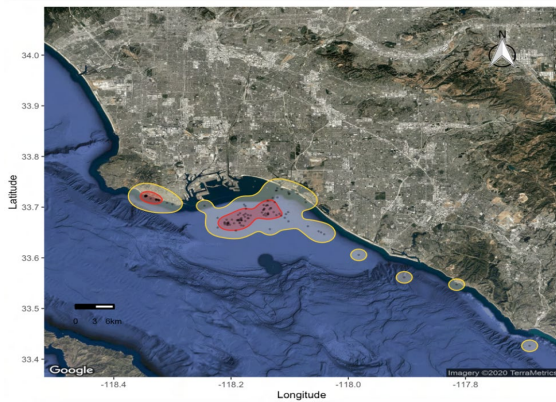 34.0
N
33.9
33.8
Latitude
33.7
33.6
33.5
0 3 6km
33.4
Google
Imagery ©2020 TerraMetrics
-118.4
-118.2
-118.0
-117.8
Longitude